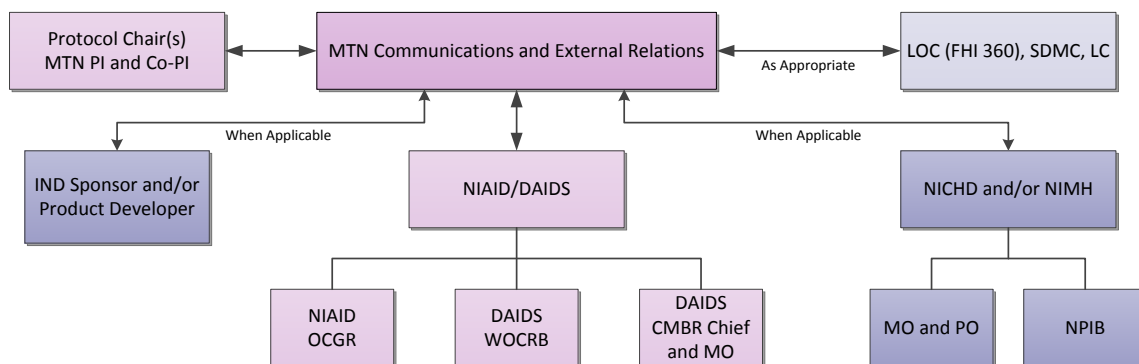 Protocol Chair(s)
MTN PI and Co-PI
MTN Communications and External Relations
LOC (FHI 360), SDMC, LC
As Appropriate
When Applicable
When Applicable
IND Sponsor and/or
Product Developer
NIAID/DAIDS
NICHD and/or NIMH
NIAID
OCGR
DAIDS
WOCRB
DAIDS
CMBR Chief
and MO
MO and PO
NPIB